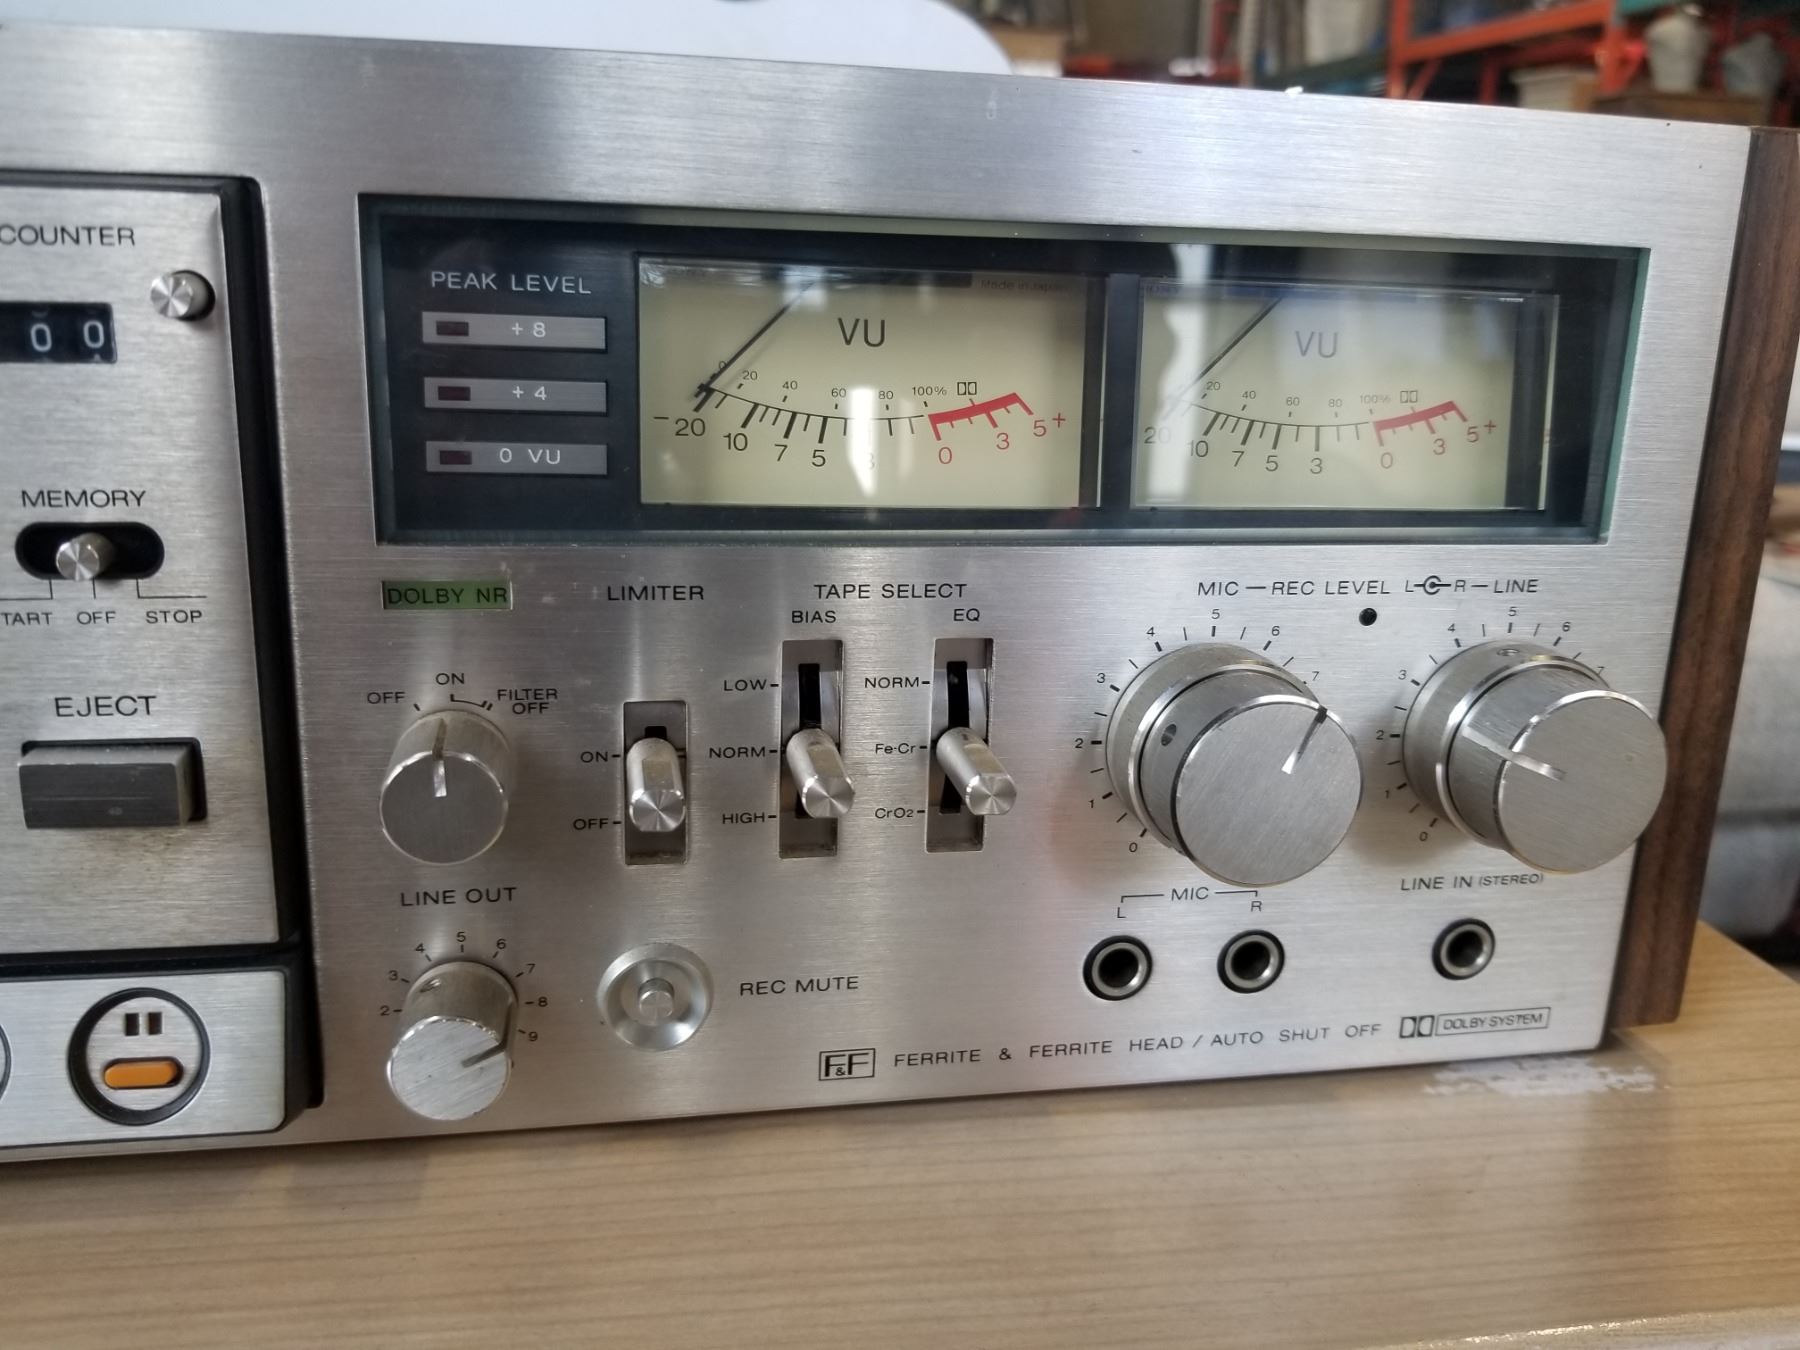 COUNTER
0 0
MEMORY
TART OFF STOP
EJECT
PEAK LEVEL
+ 8
+ 4
0 VU
Made in Japan
VU
0 20 40 60 80 100%
− 20 10 7 5 3 0 3 5 +
VU
20 40 60 80 100%
20 10 7 5 3 0 3 5 +
DOLBY NR
OFF ON FILTER OFF
LIMITER
ON
OFF
TAPE SELECT
BIAS
LOW
NORM
HIGH
EQ
NORM
Fe-Cr
CrO2
MIC — REC LEVEL L R — LINE
0 1 2 3 4 5 6 7
0 1 2 3 4 5 6 7
LINE OUT
2 3 4 5 6 7 8 9
REC MUTE
MIC
L R
LINE IN (STEREO)
F&F FERRITE & FERRITE HEAD / AUTO SHUT OFF DOLBY SYSTEM